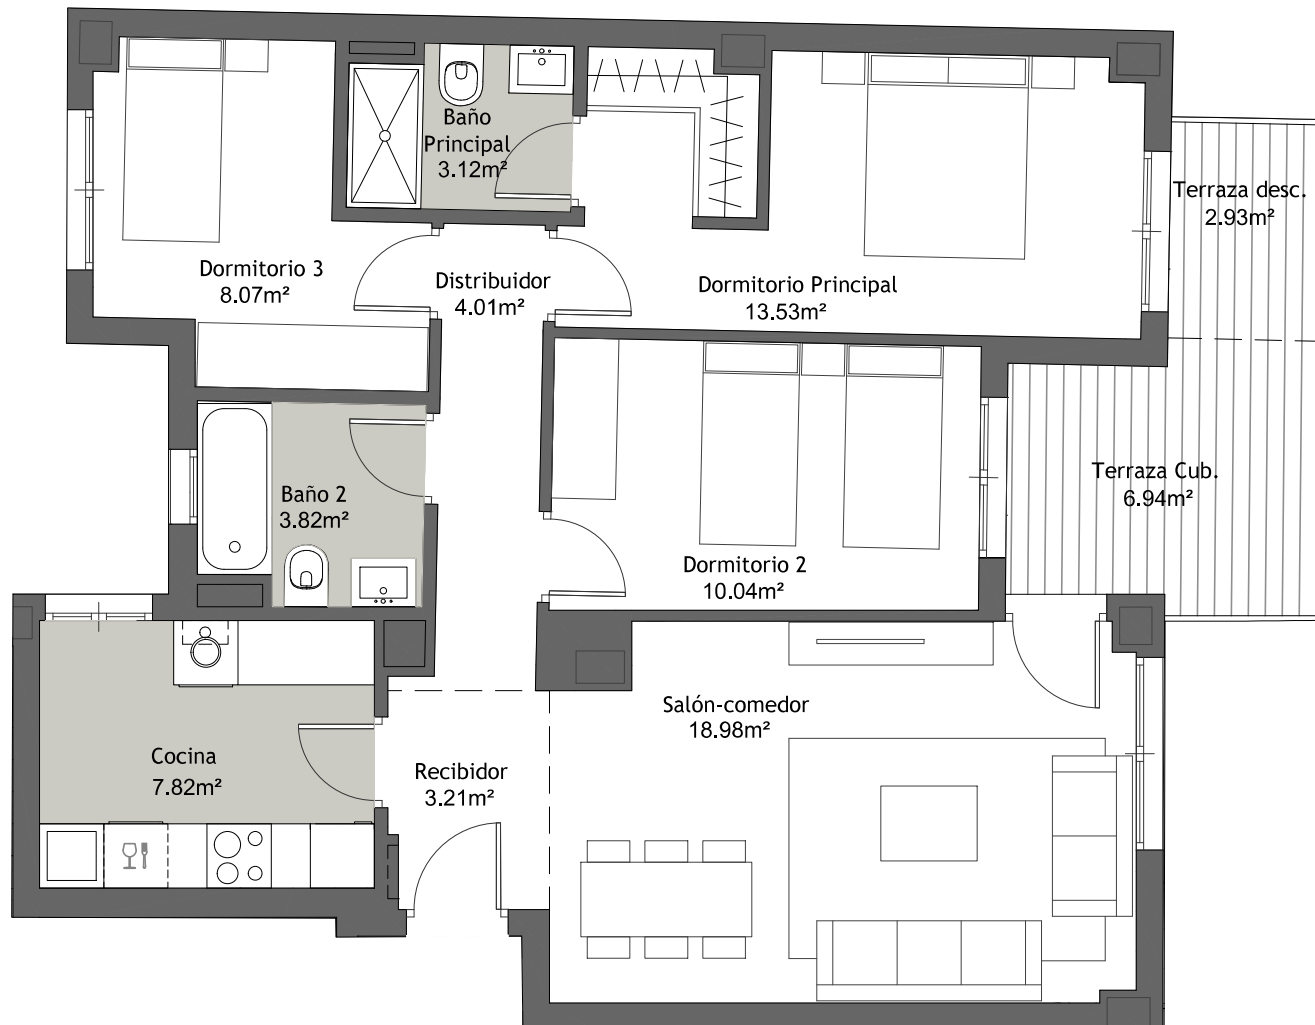 Baño
Principal
3.12m²
Terraza desc.
2.93m²
Dormitorio 3
8.07m²
Distribuidor
4.01m²
Dormitorio Principal
13.53m²
Terraza Cub.
6.94m²
Baño 2
3.82m²
Dormitorio 2
10.04m²
Salón-comedor
18.98m²
Cocina
7.82m²
Recibidor
3.21m²